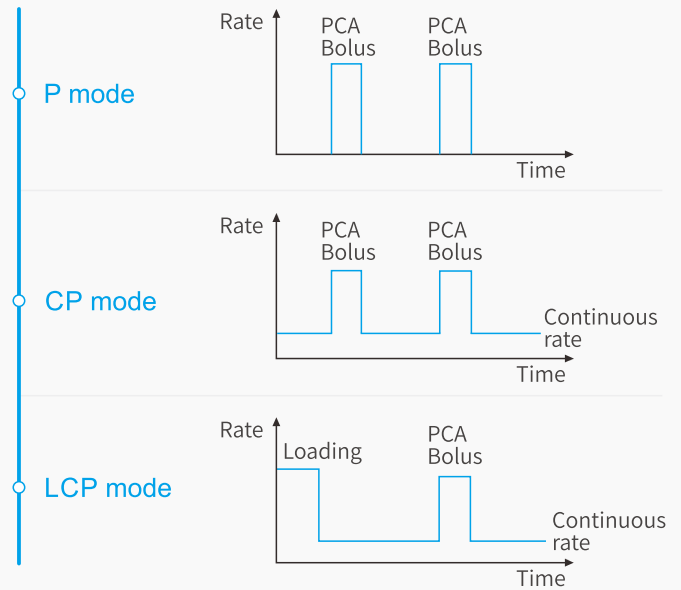 P mode
Rate
PCA
Bolus
PCA
Bolus
Time
CP mode
Rate
PCA
Bolus
PCA
Bolus
Continuous
rate
Time
LCP mode
Rate
Loading
PCA
Bolus
Continuous
rate
Time